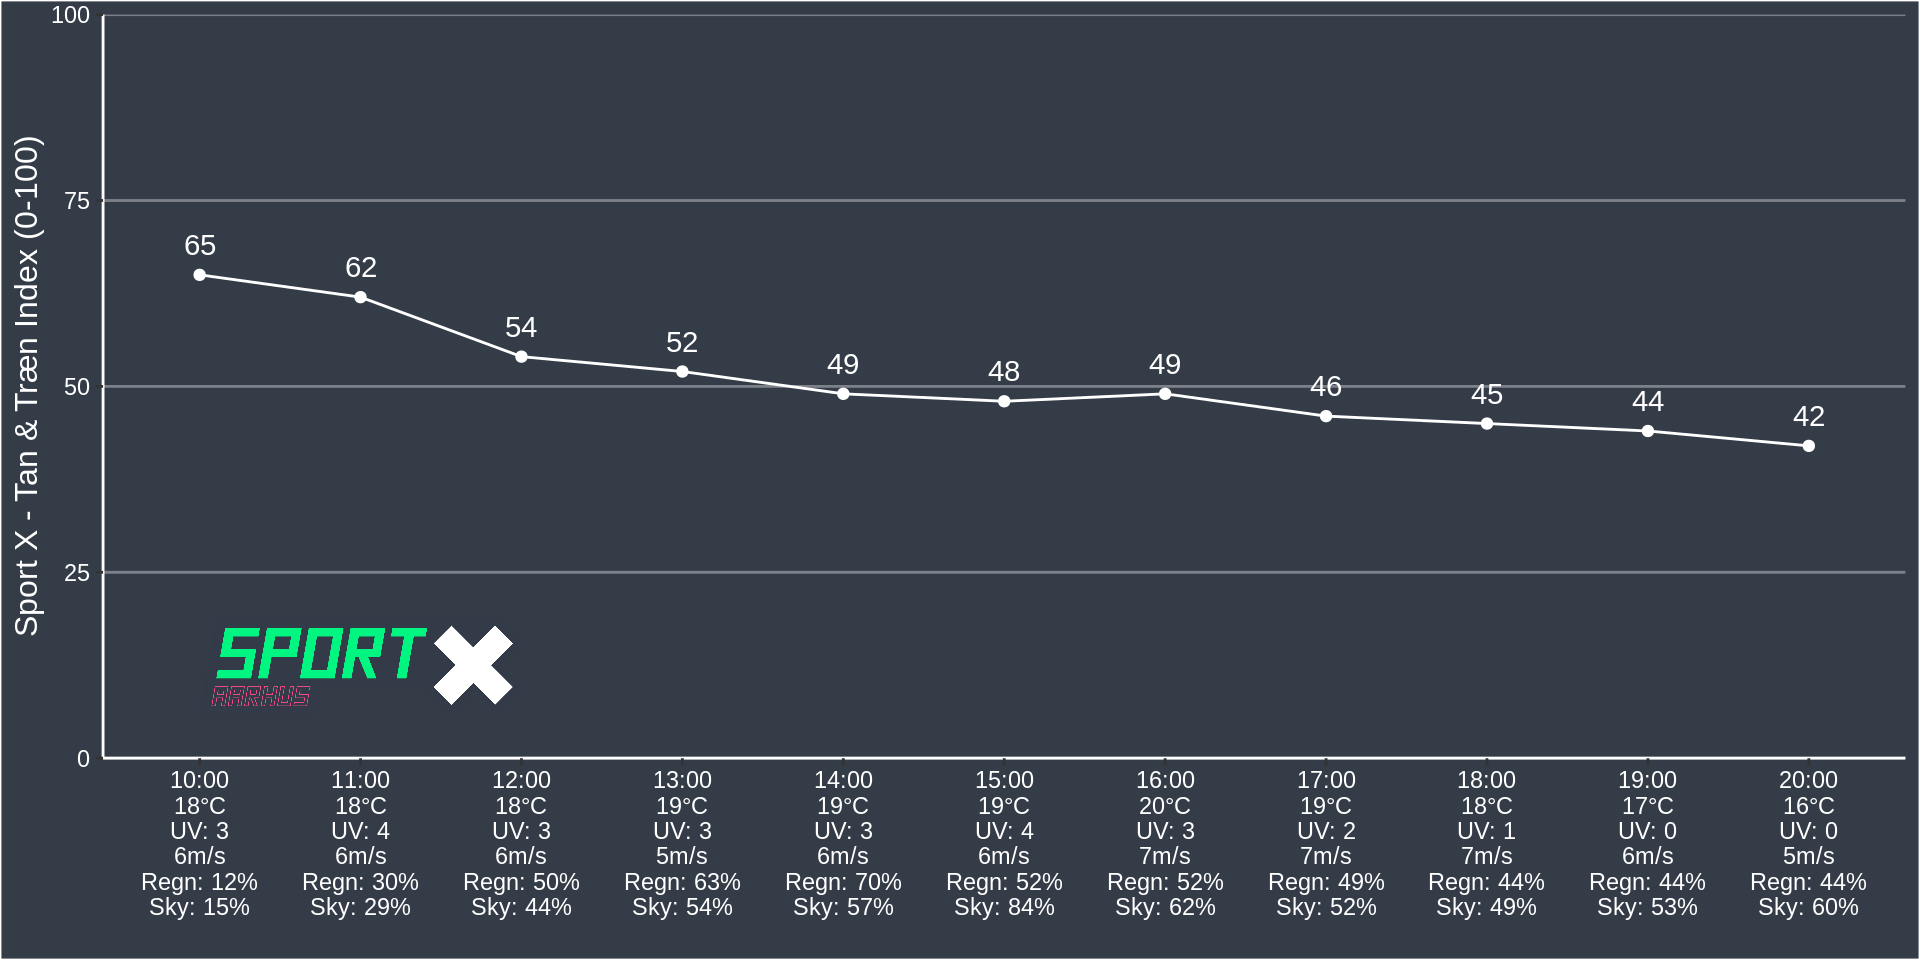 Sport X - Tan & Træn Index (0-100)
100
75
50
25
0
65
62
54
52
49
48
49
46
45
44
42
SPORT X
AARHUS
10:00 11:00 12:00 13:00 14:00 15:00 16:00 17:00 18:00 19:00 20:00
18°C 18°C 18°C 19°C 19°C 19°C 20°C 19°C 18°C 17°C 16°C
UV: 3 UV: 4 UV: 3 UV: 3 UV: 3 UV: 4 UV: 3 UV: 2 UV: 1 UV: 0 UV: 0
6m/s 6m/s 6m/s 5m/s 6m/s 6m/s 7m/s 7m/s 7m/s 6m/s 5m/s
Regn: 12% Regn: 30% Regn: 50% Regn: 63% Regn: 70% Regn: 52% Regn: 52% Regn: 49% Regn: 44% Regn: 44% Regn: 44%
Sky: 15% Sky: 29% Sky: 44% Sky: 54% Sky: 57% Sky: 84% Sky: 62% Sky: 52% Sky: 49% Sky: 53% Sky: 60%